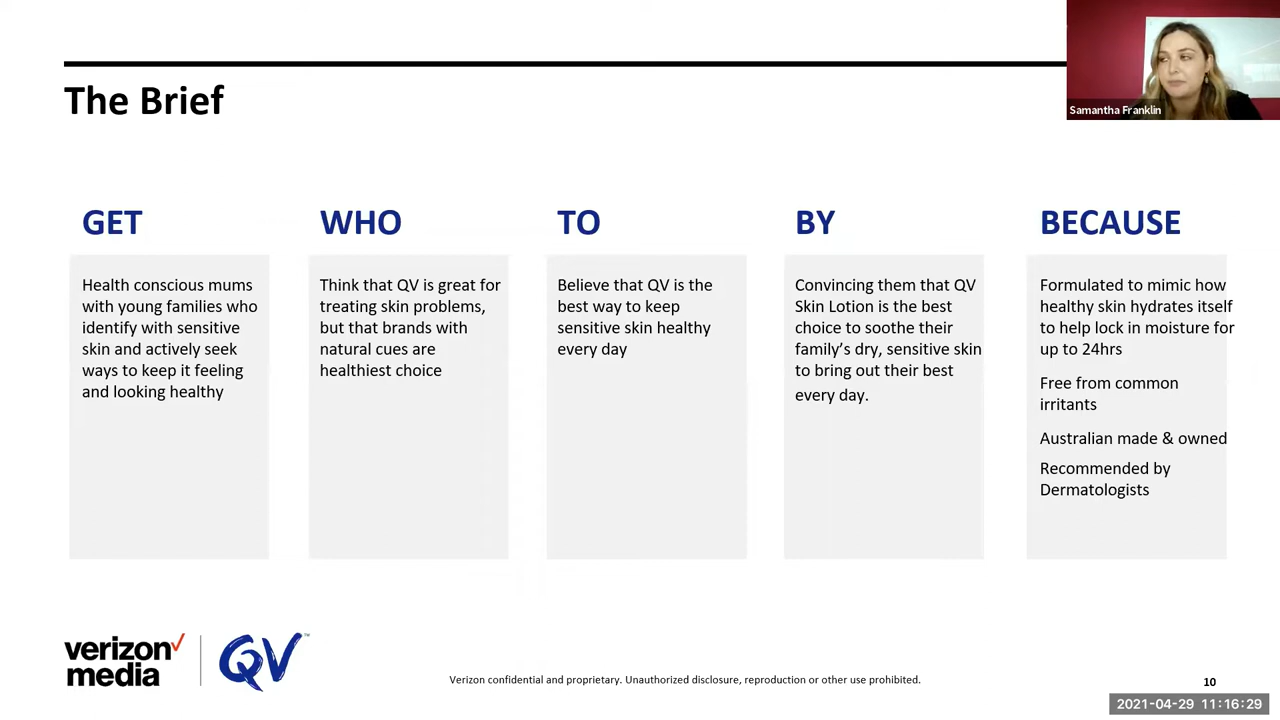 Samantha Franklin
The Brief
GET
Health conscious mums
with young families who
identify with sensitive
skin and actively seek
ways to keep it feeling
and looking healthy
WHO
Think that QV is great for
treating skin problems,
but that brands with
natural cues are
healthiest choice
TO
Believe that QV is the
best way to keep
sensitive skin healthy
every day
BY
Convincing them that QV
Skin Lotion is the best
choice to soothe their
family’s dry, sensitive skin
to bring out their best
every day.
BECAUSE
Formulated to mimic how
healthy skin hydrates itself
to help lock in moisture for
up to 24hrs
Free from common
irritants
Australian made & owned
Recommended by
Dermatologists
verizon✓
media
QV™
Verizon confidential and proprietary. Unauthorized disclosure, reproduction or other use prohibited.
10
2021-04-29 11:16:29